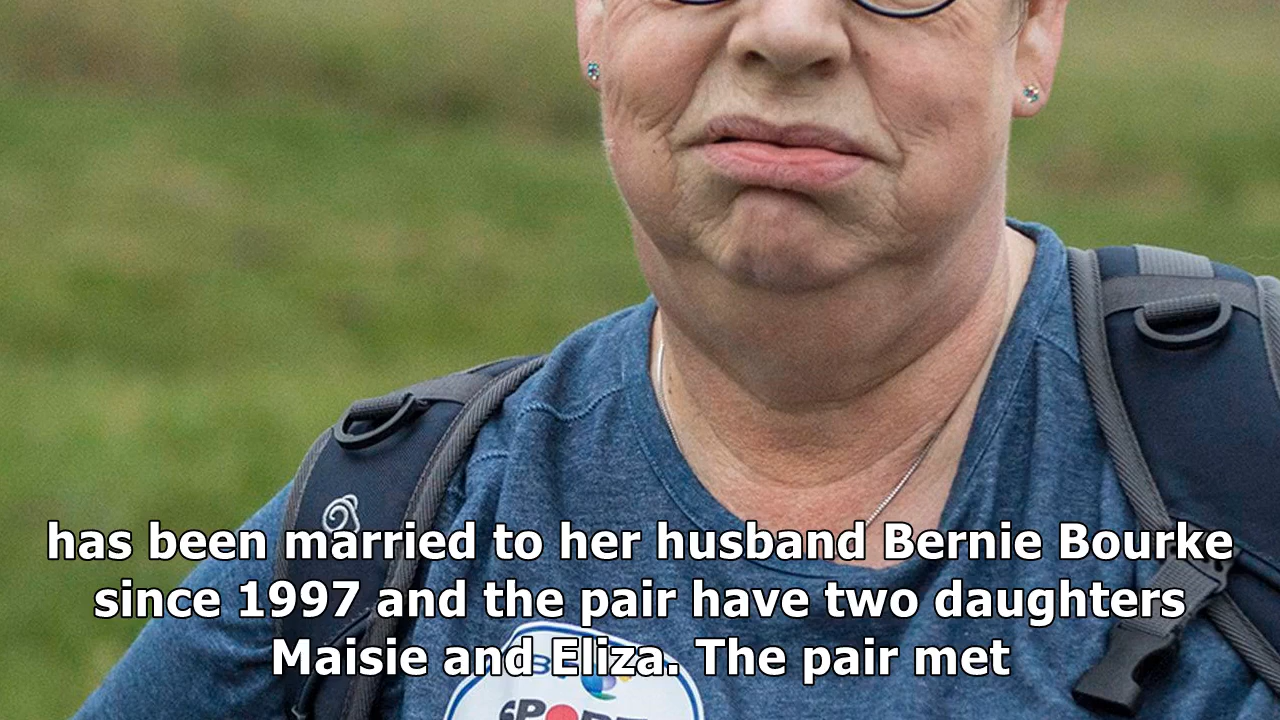 has been married to her husband Bernie Bourke
since 1997 and the pair have two daughters
Maisie and Eliza. The pair met